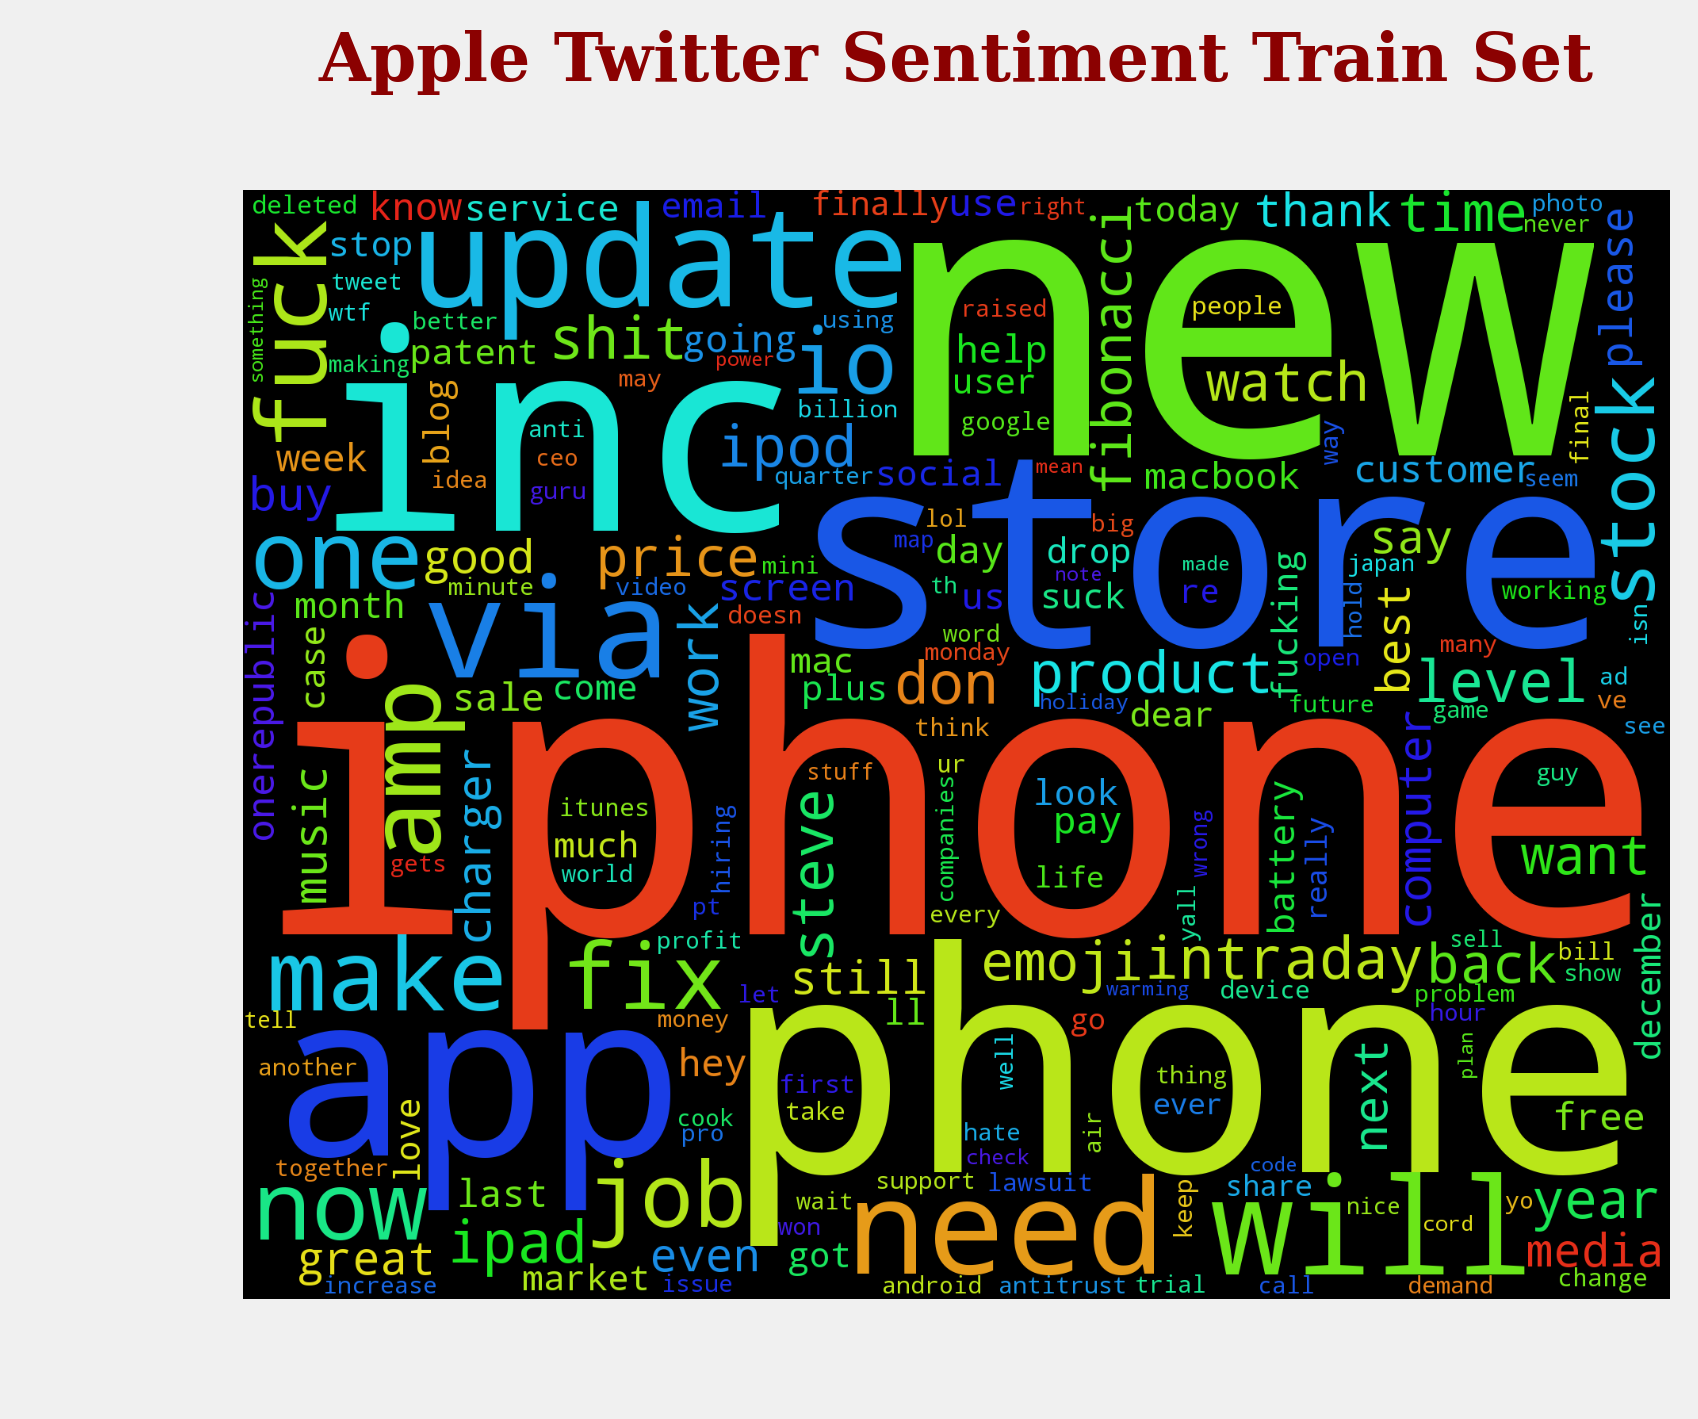 Apple Twitter Sentiment Train Set
deleted
know
service
email
finally
use
right
today
thank
time
photo
never
stop
update
new
fibonacci
please
fuck
something
tweet
wtf
better
making
patent
shit
going
using
io
power
raised
people
help
user
watch
inc
may
billion
google
stock
final
way
blog
anti
ceo
idea
guru
ipod
quarter
social
mean
macbook
customer
seem
week
buy
store
lol
map
big
day
drop
made
say
japan
one
good
price
mini
minute
video
screen
th
us
note
suck
re
fucking
hold
best
working
isn
month
via
work
doesn
word
monday
open
many
onerepublic
case
sale
come
mac
plus
don
product
holiday
level
ad
ve
iphone
amp
think
dear
future
game
computer
see
music
charger
stuff
ur
look
guy
itunes
much
world
gets
hiring
steve
companies
pay
life
wrong
battery
really
want
pt
every
yall
december
make
fix
profit
still
emoji
intraday
back
sell
bill
show
let
ll
warming
device
problem
hour
tell
money
go
app
phone
hey
another
first
take
well
thing
ever
next
plan
free
love
cook
pro
hate
check
air
together
code
now
last
job
support
lawsuit
share
wait
won
need
keep
will
nice
cord
yo
year
great
ipad
even
got
media
increase
market
issue
android
antitrust
trial
call
demand
change